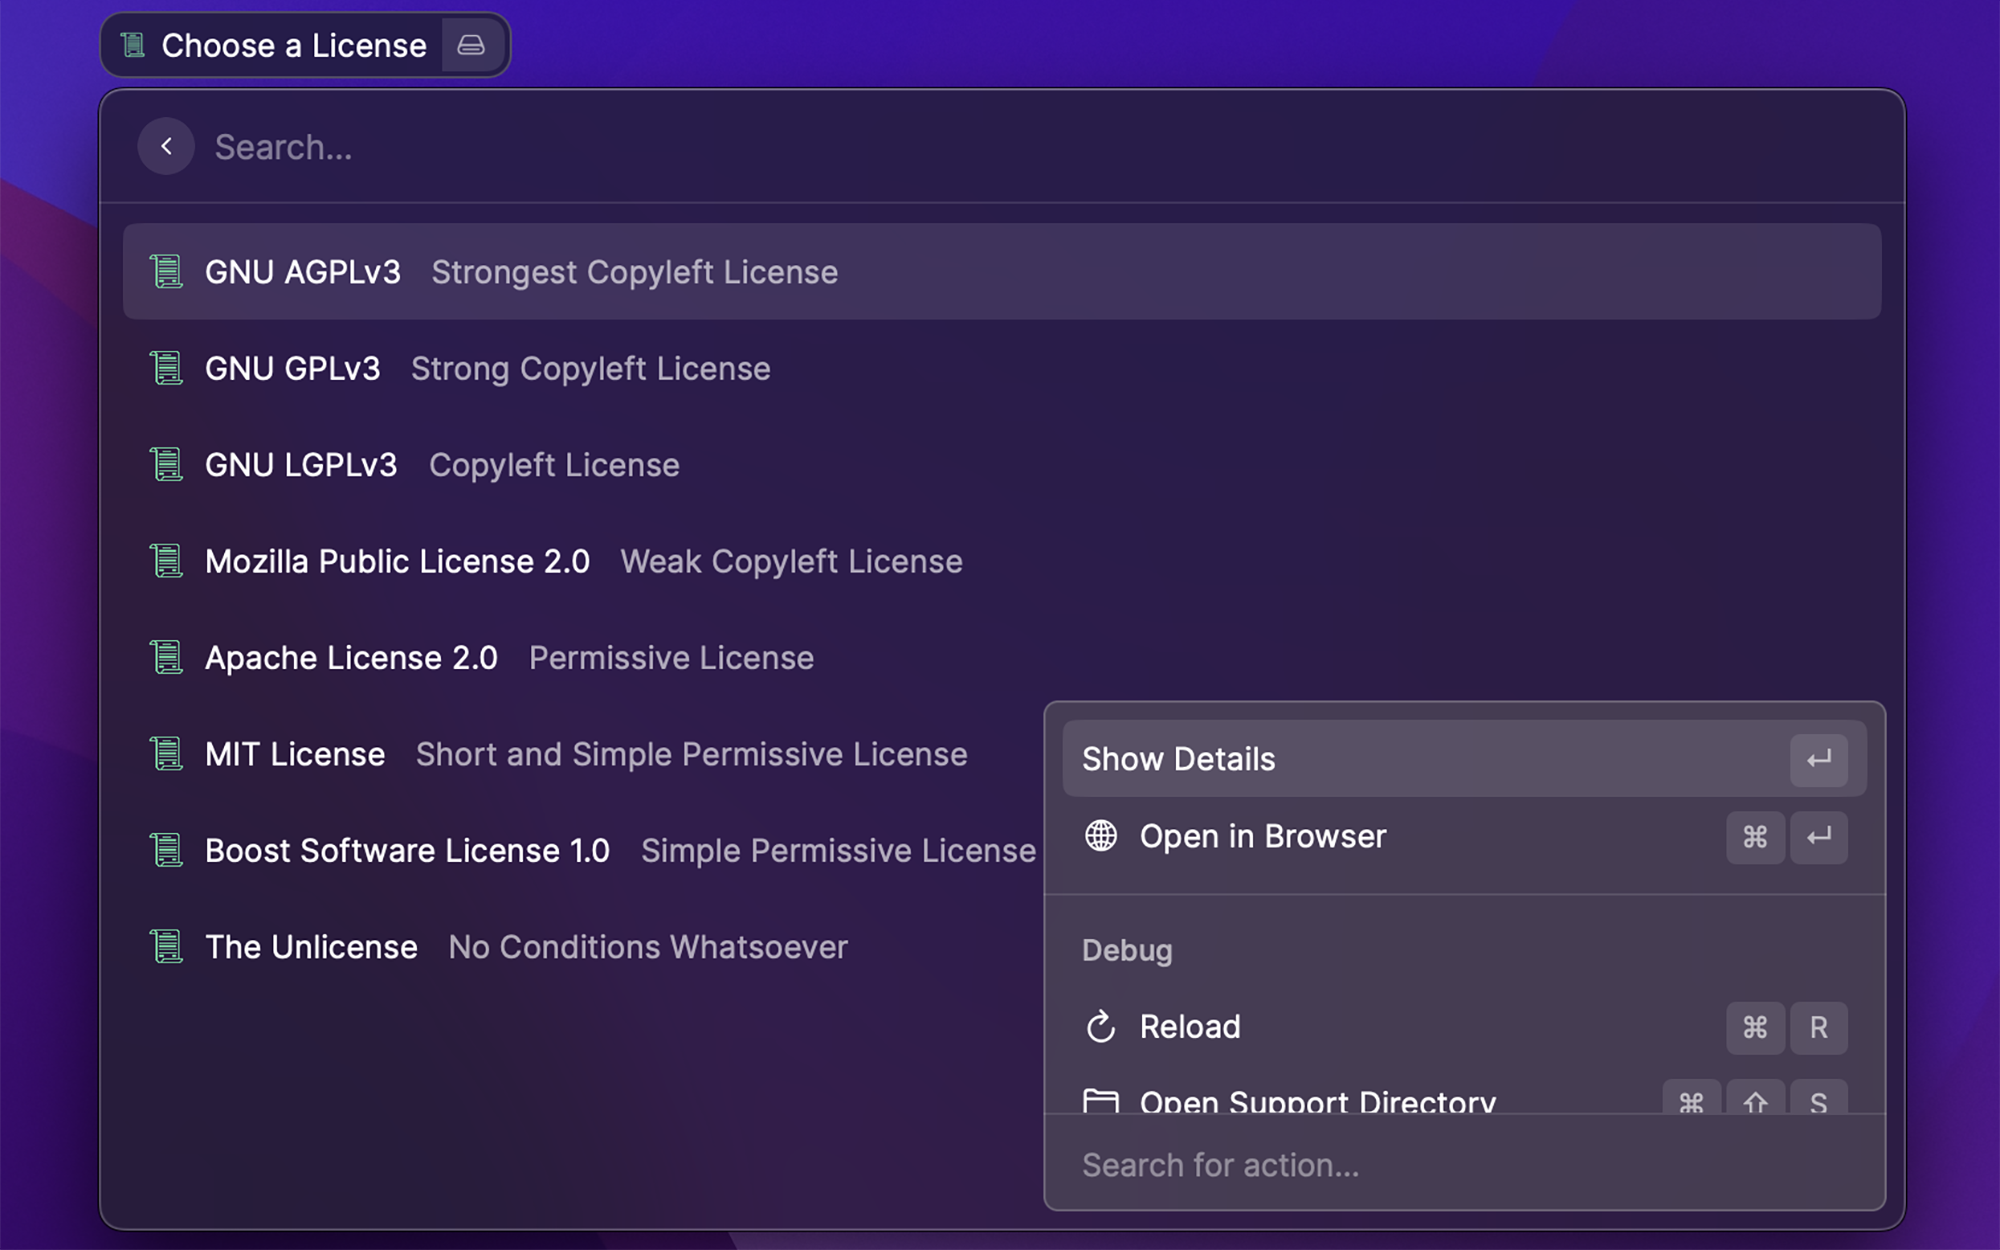 Choose a License
Search...
GNU AGPLv3 Strongest Copyleft License
GNU GPLv3 Strong Copyleft License
GNU LGPLv3 Copyleft License
Mozilla Public License 2.0 Weak Copyleft License
Apache License 2.0 Permissive License
MIT License Short and Simple Permissive License
Boost Software License 1.0 Simple Permissive License
The Unlicense No Conditions Whatsoever
Show Details ↵
Open in Browser ⌘ ↵
Debug
Reload ⌘ R
Open Support Directory ⌘ ⇧ S
Search for action...